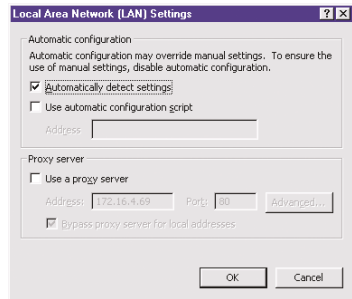 Local Area Network (LAN) Settings
Automatic configuration
Automatic configuration may override manual settings. To ensure the
use of manual settings, disable automatic configuration.
Automatically detect settings
Use automatic configuration script
Address
Proxy server
Use a proxy server
Address: 172.16.4.69 Port: 80 Advanced...
Bypass proxy server for local addresses
OK Cancel